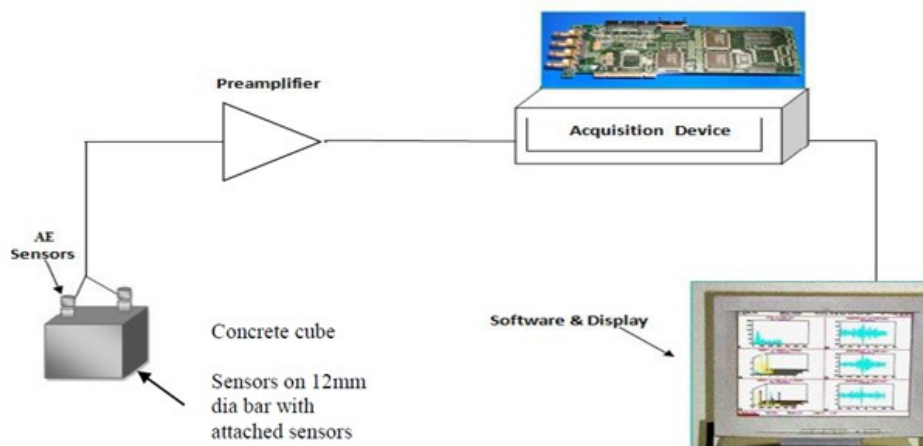 Preamplifier
Acquisition Device
AE
Sensors
Software & Display
Concrete cube
Sensors on 12mm
dia bar with
attached sensors